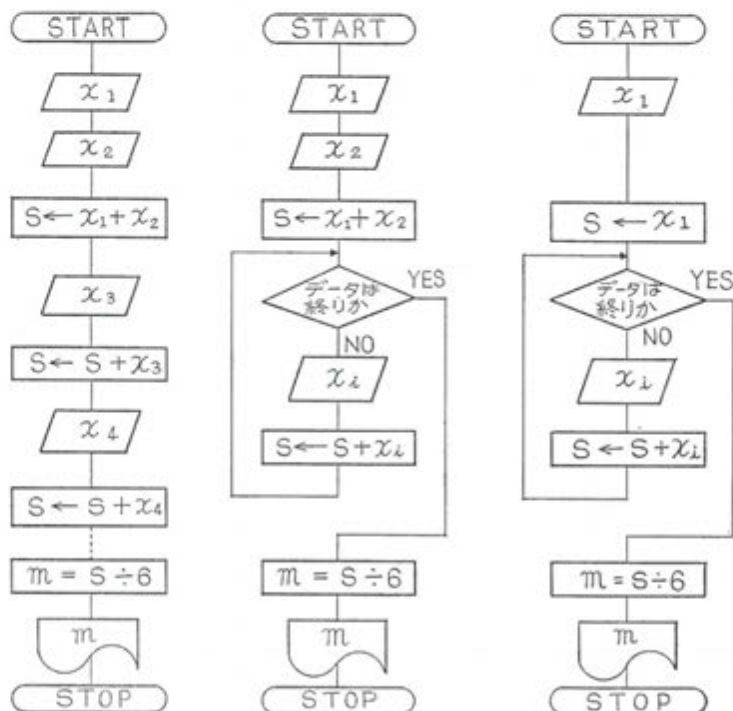 START
x₁
x₂
S ← x₁ + x₂
x₃
S ← S + x₃
x₄
S ← S + x₄
m = S ÷ 6
m
STOP
START
x₁
x₂
S ← x₁ + x₂
データは
終りか
YES
NO
xᵢ
S ← S + xᵢ
m = S ÷ 6
m
STOP
START
x₁
S ← x₁
データは
終りか
YES
NO
xᵢ
S ← S + xᵢ
m = S ÷ 6
m
STOP